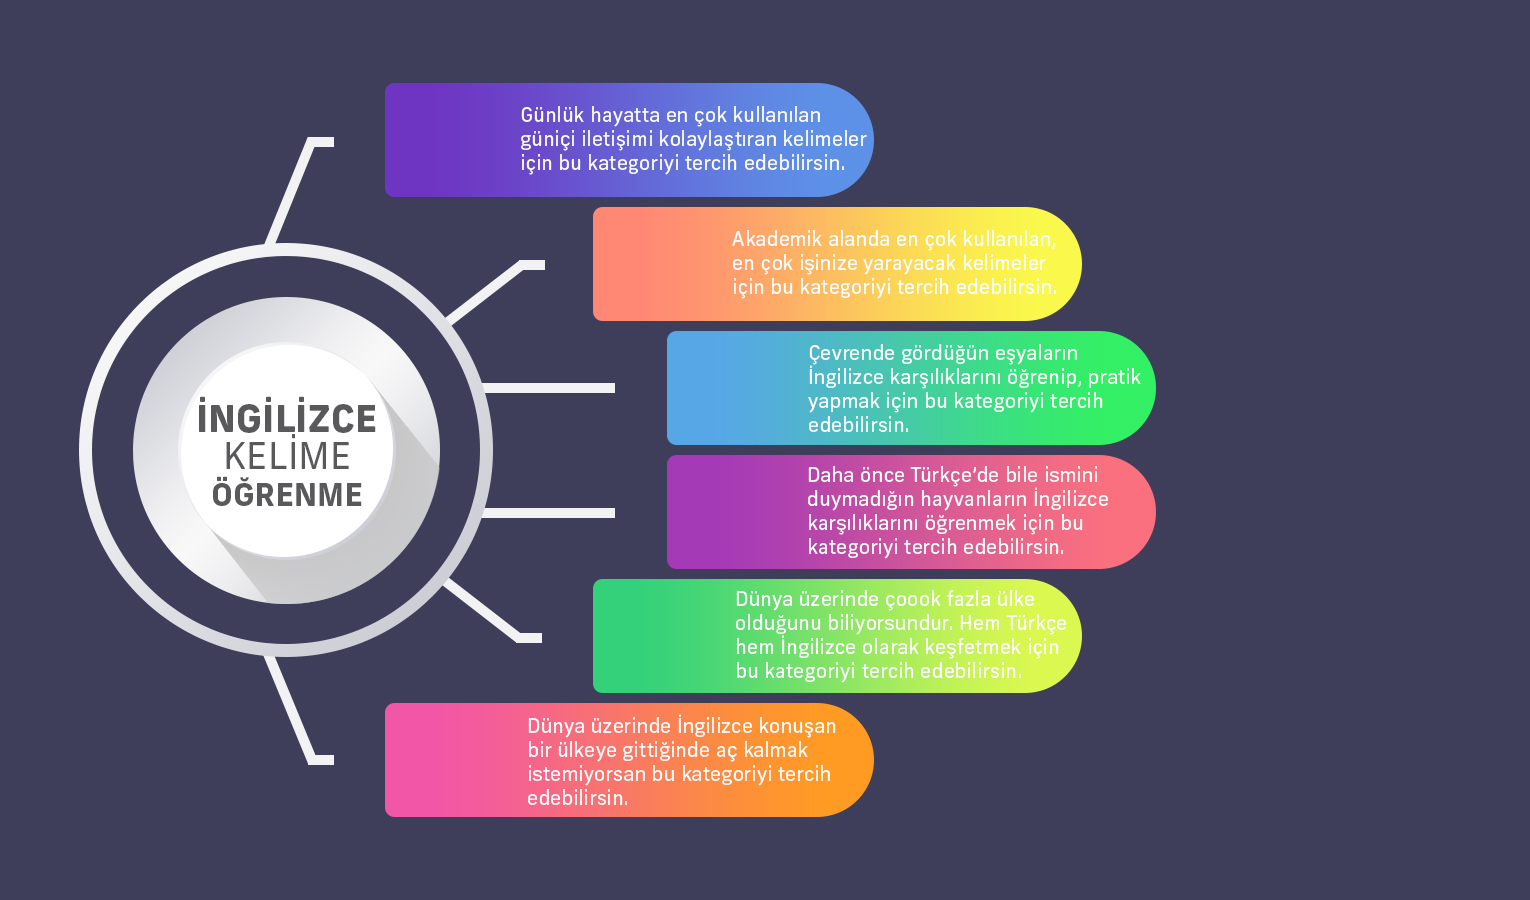 İNGİLİZCE
KELİME
ÖĞRENME
Günlük hayatta en çok kullanılan
güniçi iletişimi kolaylaştıran kelimeler
için bu kategoriyi tercih edebilirsin.
Akademik alanda en çok kullanılan,
en çok işinize yarayacak kelimeler
için bu kategoriyi tercih edebilirsin.
Çevrende gördüğün eşyaların
İngilizce karşılıklarını öğrenip, pratik
yapmak için bu kategoriyi tercih
edebilirsin.
Daha önce Türkçe'de bile ismini
duymadığın hayvanların İngilizce
karşılıklarını öğrenmek için bu
kategoriyi tercih edebilirsin.
Dünya üzerinde çoook fazla ülke
olduğunu biliyorsundur. Hem Türkçe
hem İngilizce olarak keşfetmek için
bu kategoriyi tercih edebilirsin.
Dünya üzerinde İngilizce konuşan
bir ülkeye gittiğinde aç kalmak
istemiyorsan bu kategoriyi tercih
edebilirsin.